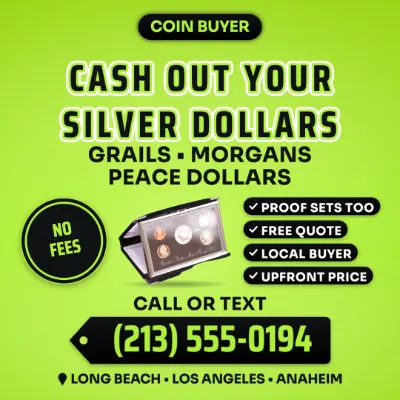 COIN BUYER
CASH OUT YOUR
SILVER DOLLARS
GRAILS ▪ MORGANS
PEACE DOLLARS
NO
FEES
✔ PROOF SETS TOO
✔ FREE QUOTE
✔ LOCAL BUYER
✔ UPFRONT PRICE
CALL OR TEXT
(213) 555-0194
LONG BEACH ▪ LOS ANGELES ▪ ANAHEIM